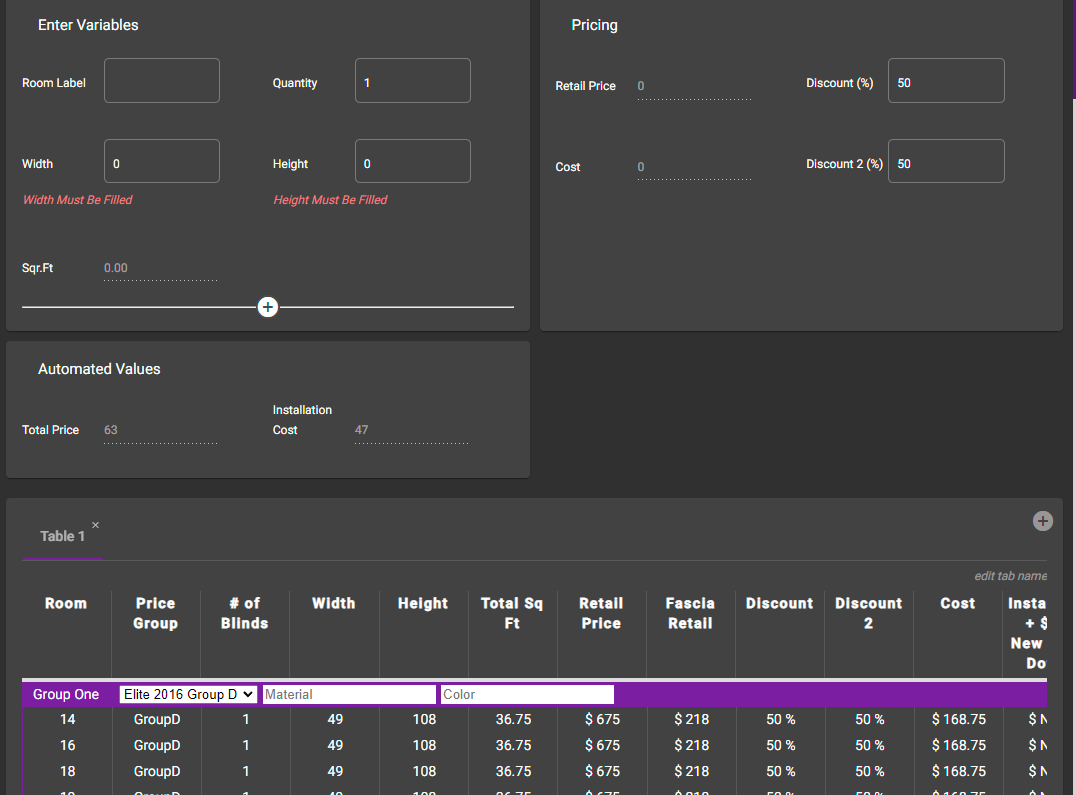 Enter Variables
Pricing
Room Label
Quantity 1
Retail Price 0
Discount (%) 50
Width 0
Height 0
Cost 0
Discount 2 (%) 50
Width Must Be Filled
Height Must Be Filled
Sqr.Ft 0.00
Automated Values
Total Price 63
Installation
Cost 47
Table 1 ×
edit tab name
Room Price # of Width Height Total Sq Retail Fascia Discount Discount Cost Insta
Group Blinds Ft Price Retail 2 + $
New
Do
Group One Elite 2016 Group D Material Color
14 GroupD 1 49 108 36.75 $ 675 $ 218 50 % 50 % $ 168.75 $ N
16 GroupD 1 49 108 36.75 $ 675 $ 218 50 % 50 % $ 168.75 $ N
18 GroupD 1 49 108 36.75 $ 675 $ 218 50 % 50 % $ 168.75 $ N